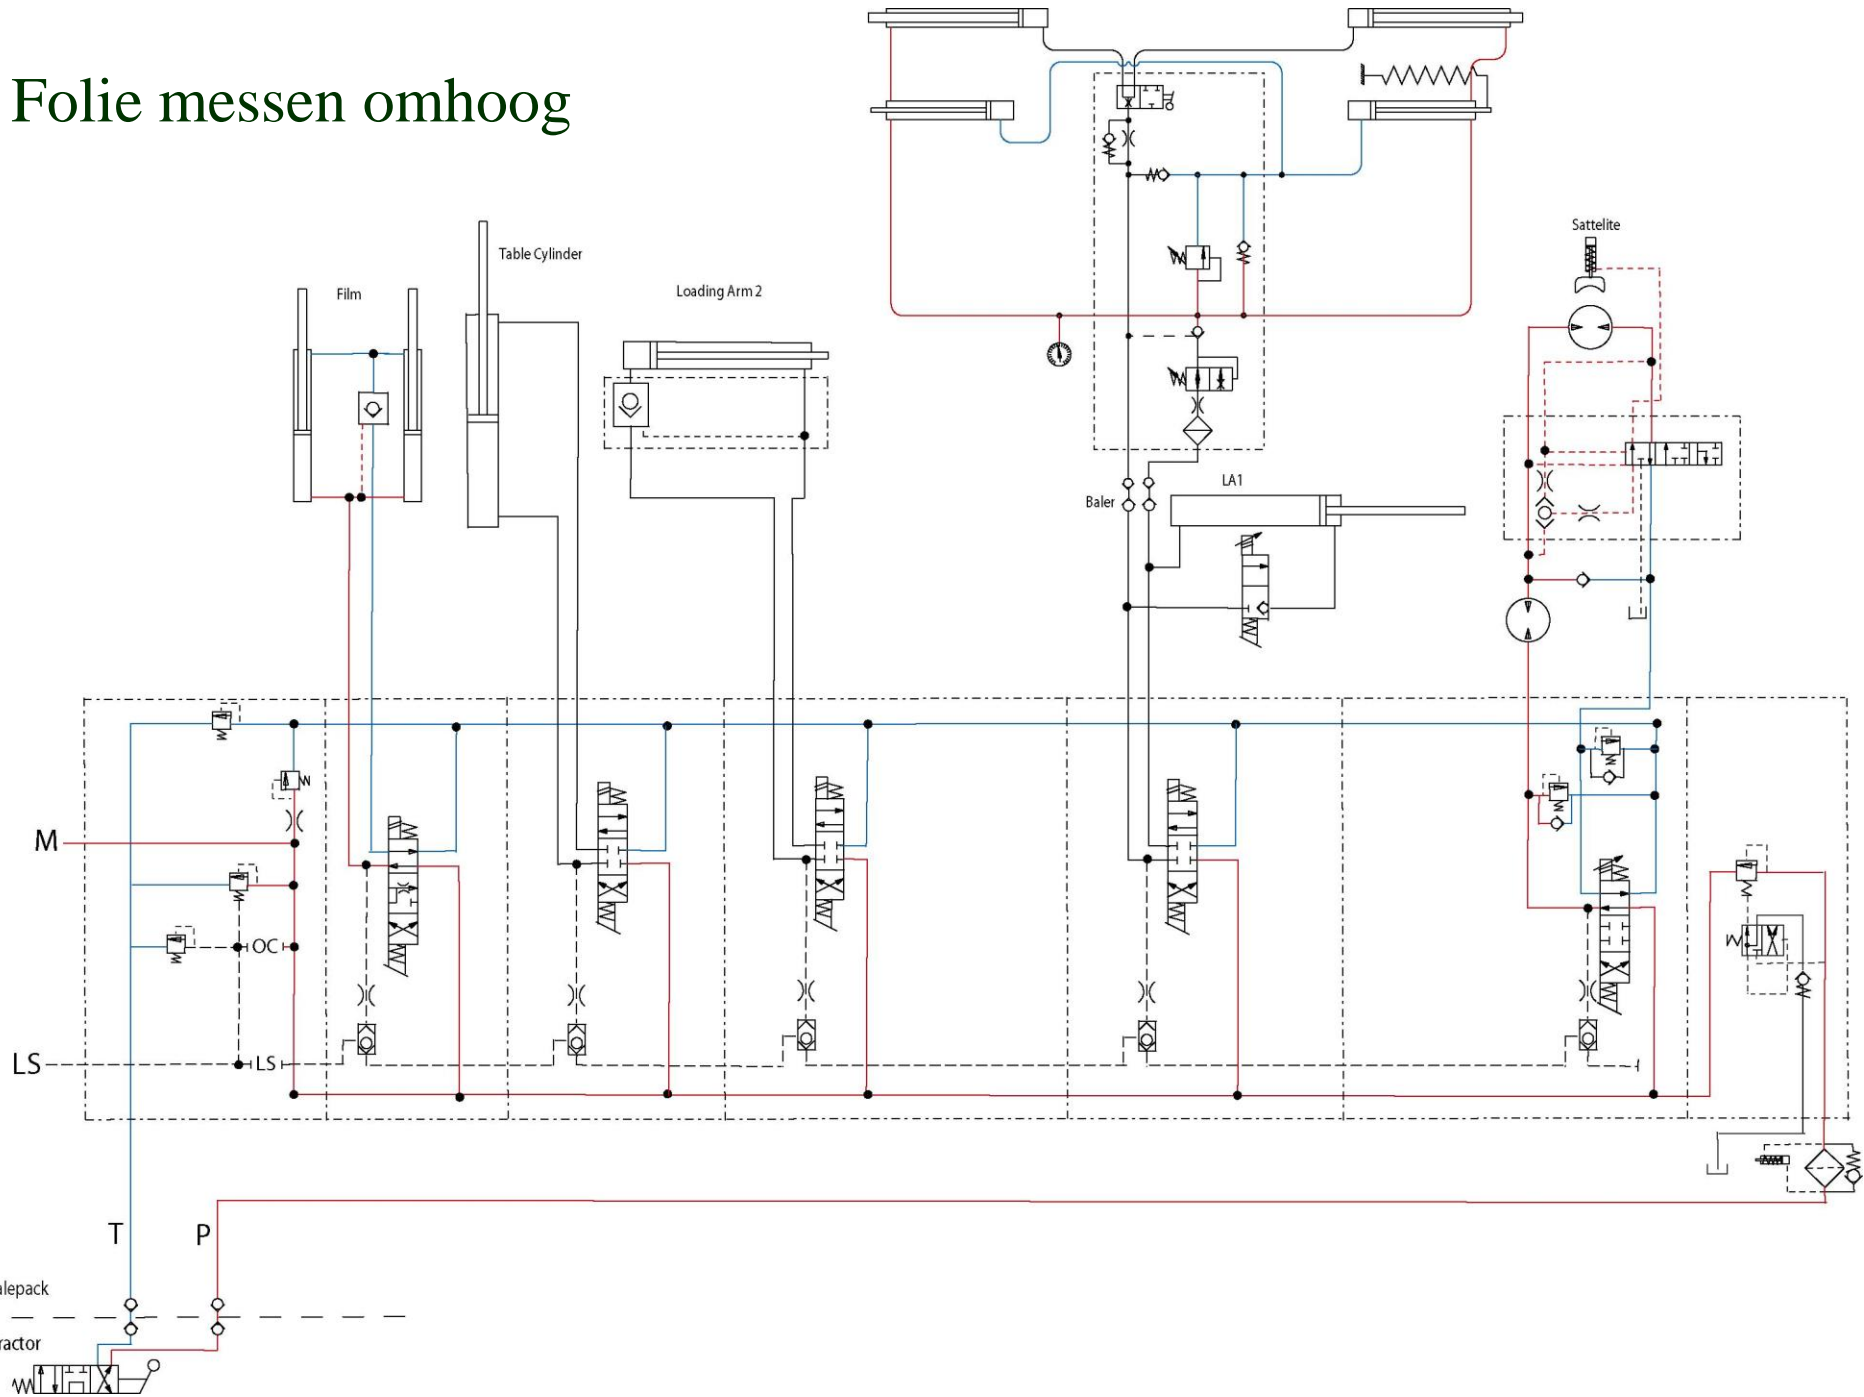 Folie messen omhoog
Film
Table Cylinder
Loading Arm 2
Sattelite
Baler
LA1
M
OC
LS
LS
T
P
alepack
ractor